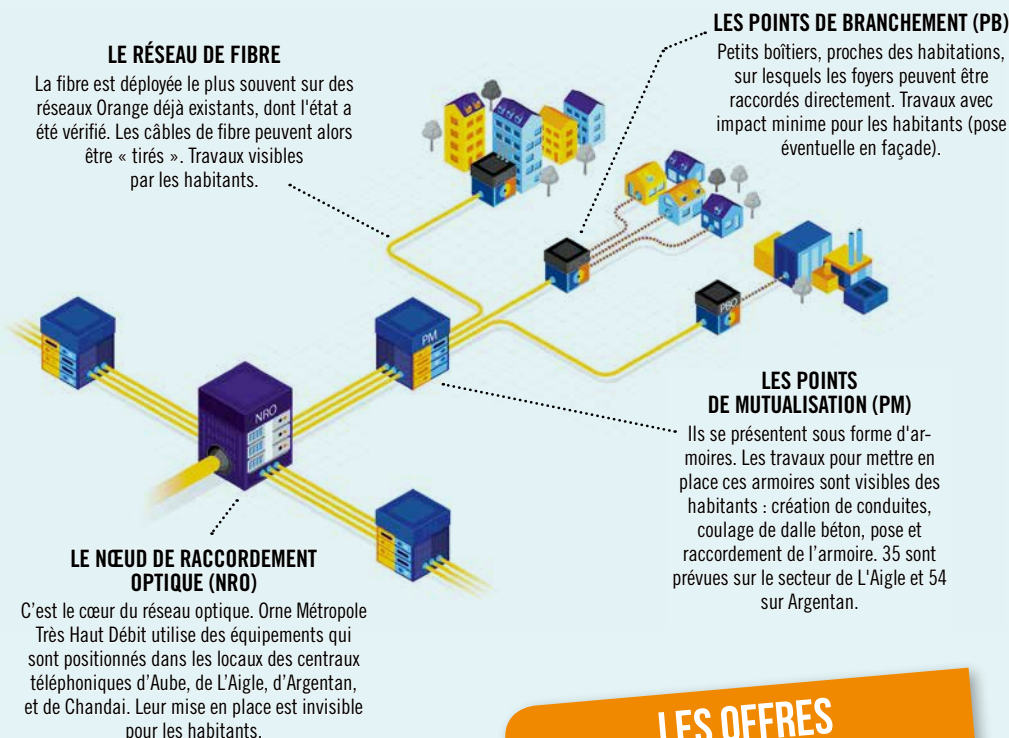 LE RÉSEAU DE FIBRE
La fibre est déployée le plus souvent sur des
réseaux Orange déjà existants, dont l'état a
été vérifié. Les câbles de fibre peuvent alors
être « tirés ». Travaux visibles
par les habitants.
LES POINTS DE BRANCHEMENT (PB)
Petits boîtiers, proches des habitations,
sur lesquels les foyers peuvent être
raccordés directement. Travaux avec
impact minime pour les habitants (pose
éventuelle en façade).
PBO
PM
NRO
LES POINTS
DE MUTUALISATION (PM)
Ils se présentent sous forme d'ar-
moires. Les travaux pour mettre en
place ces armoires sont visibles des
habitants : création de conduites,
coulage de dalle béton, pose et
raccordement de l’armoire. 35 sont
prévues sur le secteur de L'Aigle et 54
sur Argentan.
LE NŒUD DE RACCORDEMENT
OPTIQUE (NRO)
C’est le cœur du réseau optique. Orne Métropole
Très Haut Débit utilise des équipements qui
sont positionnés dans les locaux des centraux
téléphoniques d’Aube, de L’Aigle, d’Argentan,
et de Chandai. Leur mise en place est invisible
pour les habitants.
LES OFFRES